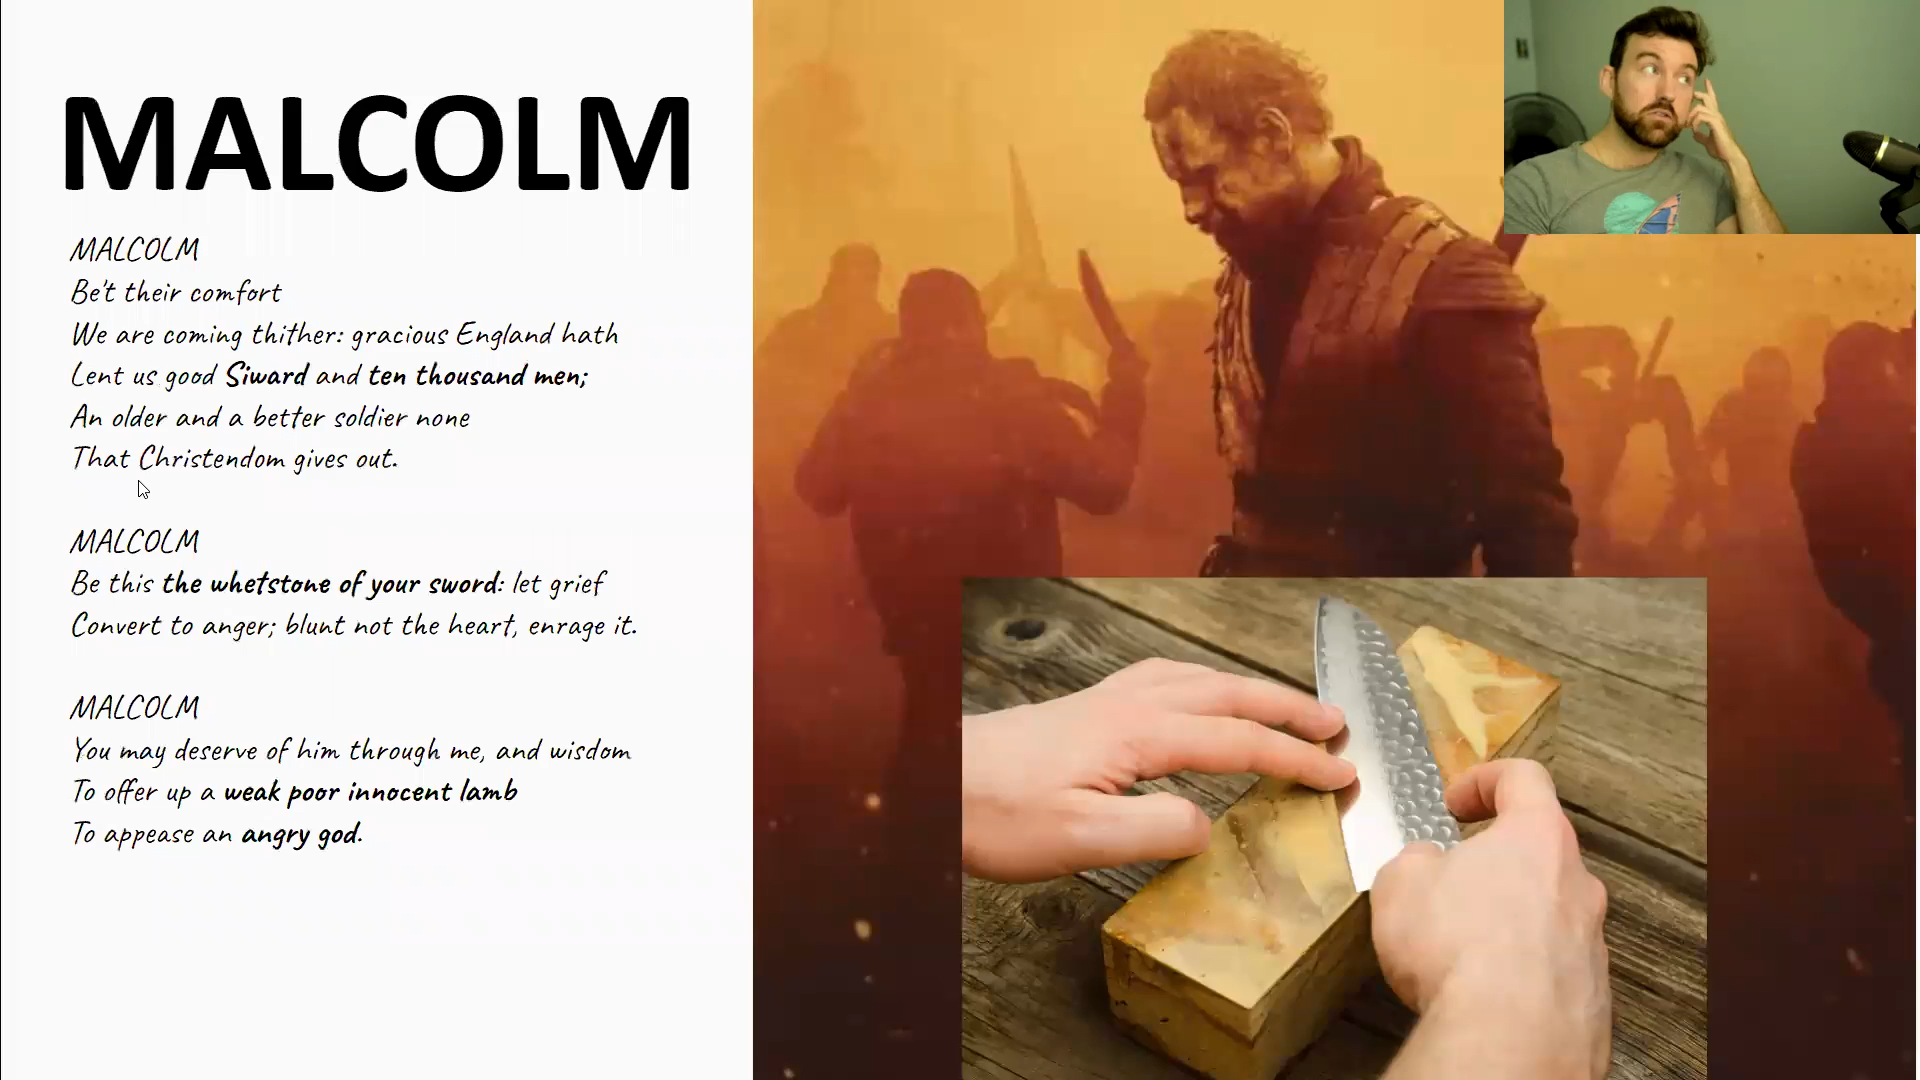 MALCOLM
MALCOLM
Be't their comfort
We are coming thither: gracious England hath
Lent us good Siward and ten thousand men;
An older and a better soldier none
That Christendom gives out.
MALCOLM
Be this the whetstone of your sword: let grief
Convert to anger; blunt not the heart, enrage it.
MALCOLM
You may deserve of him through me, and wisdom
To offer up a weak poor innocent lamb
To appease an angry god.